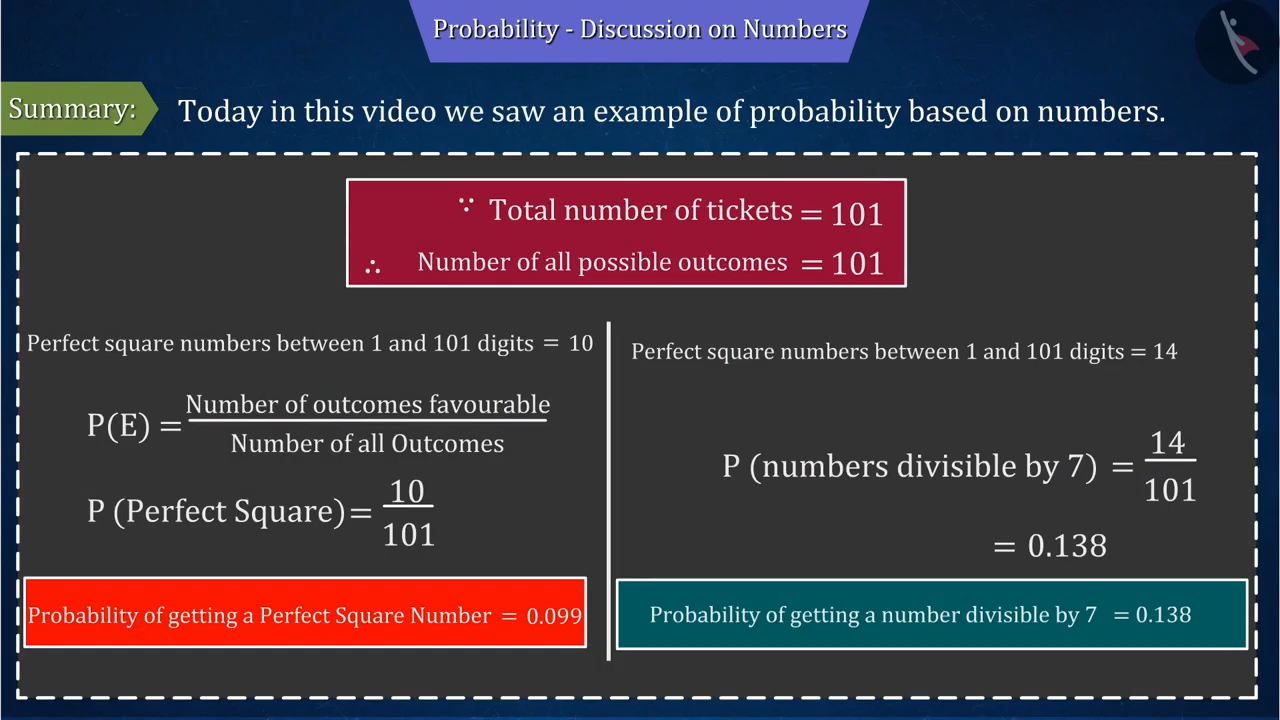 Probability - Discussion on Numbers
Summary:
Today in this video we saw an example of probability based on numbers.
∵ Total number of tickets = 101
∴ Number of all possible outcomes = 101
Perfect square numbers between 1 and 101 digits = 10
P(E) = Number of outcomes favourable
Number of all Outcomes
P (Perfect Square) = 10
101
Probability of getting a Perfect Square Number = 0.099
Perfect square numbers between 1 and 101 digits = 14
P (numbers divisible by 7) = 14
101
= 0.138
Probability of getting a number divisible by 7 = 0.138